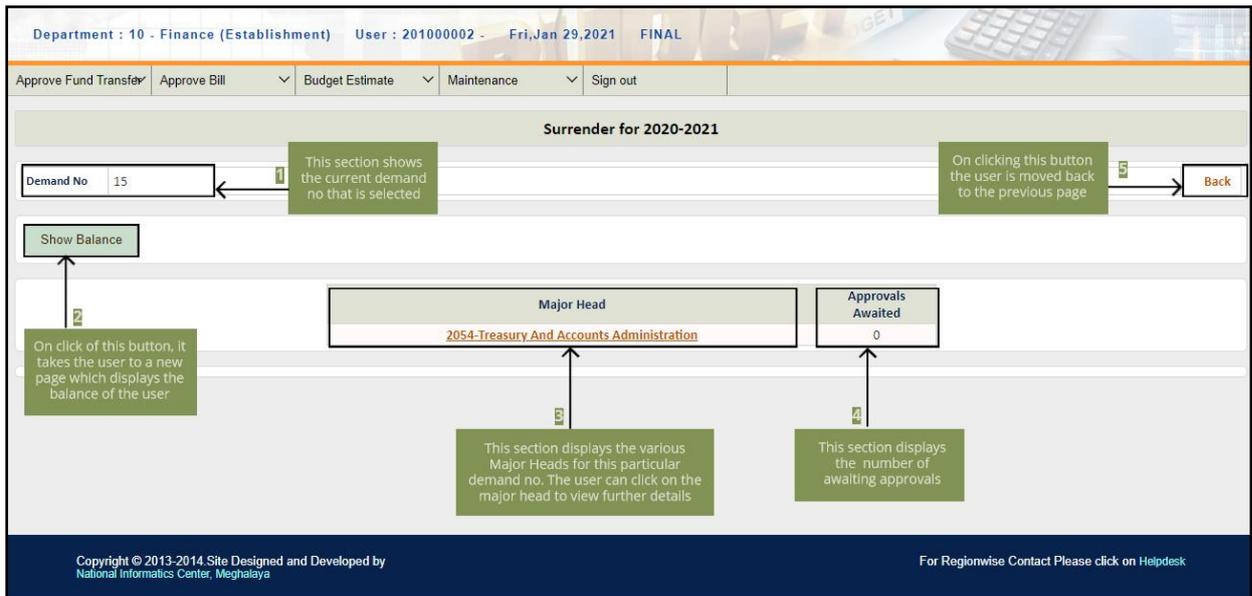 Department : 10 - Finance (Establishment) User : 201000002 - Fri,Jan 29,2021 FINAL
Approve Fund Transfer Approve Bill Budget Estimate Maintenance Sign out
Surrender for 2020-2021
Demand No 15
1
This section shows
the current demand
no that is selected
On clicking this button
the user is moved back
to the previous page
5
Back
Show Balance
2
On click of this button, it
takes the user to a new
page which displays the
balance of the user
Major Head
Approvals
Awaited
2054-Treasury And Accounts Administration
0
3
This section displays the various
Major Heads for this particular
demand no. The user can click on the
major head to view further details
4
This section displays
the number of
awaiting approvals
Copyright © 2013-2014.Site Designed and Developed by
National Informatics Center, Meghalaya
For Regionwise Contact Please click on Helpdesk